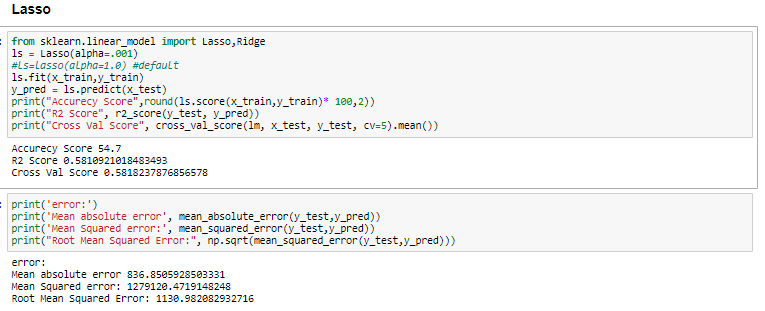 Lasso
: from sklearn.linear_model import Lasso,Ridge
ls = Lasso(alpha=.001)
#ls=lasso(alpha=1.0) #default
ls.fit(x_train,y_train)
y_pred = ls.predict(x_test)
print("Accurecy Score",round(ls.score(x_train,y_train)* 100,2))
print("R2 Score", r2_score(y_test, y_pred))
print("Cross Val Score", cross_val_score(lm, x_test, y_test, cv=5).mean())
Accurecy Score 54.7
R2 Score 0.5810921018483493
Cross Val Score 0.5818237876856578
: print('error:')
print('Mean absolute error', mean_absolute_error(y_test,y_pred))
print('Mean Squared error:', mean_squared_error(y_test,y_pred))
print("Root Mean Squared Error:", np.sqrt(mean_squared_error(y_test,y_pred)))
error:
Mean absolute error 836.8505928503331
Mean Squared error: 1279120.4719148248
Root Mean Squared Error: 1130.982082932716